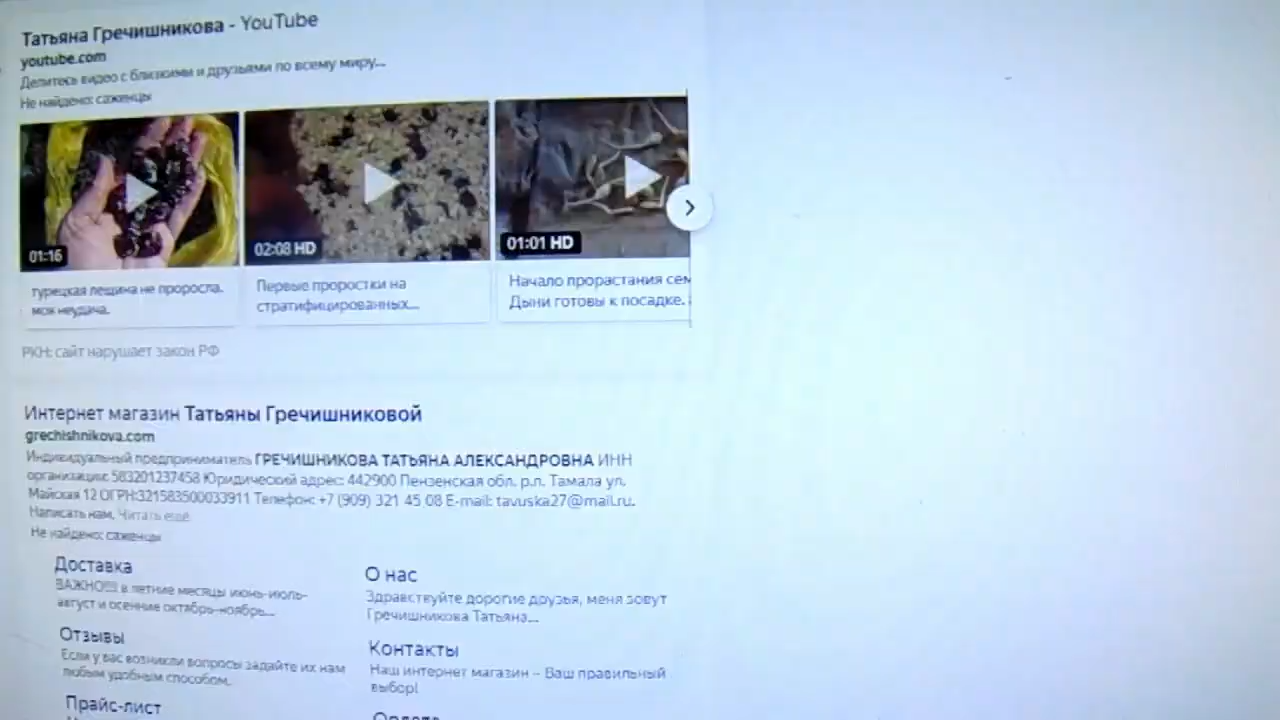 Татьяна Гречишникова - YouTube
youtube.com
Делитесь видео с близкими и друзьями по всему миру...
Не найдено: саженцы
01:16
02:08 HD
01:01 HD
турецкая лещина не проросла.
моя неудача.
Первые проростки на
стратифицированных...
Начало прорастания сем
Дыни готовы к посадке.
РКН: сайт нарушает закон РФ
Интернет магазин Татьяны Гречишниковой
grechishnikova.com
Индивидуальный предприниматель ГРЕЧИШНИКОВА ТАТЬЯНА АЛЕКСАНДРОВНА ИНН
организации: 583201237458 Юридический адрес: 442900 Пензенская обл. р.п. Тамала ул.
Майская 12 ОГРН:321583500033911 Телефон: +7 (909) 321 45 08 E-mail: tavuska27@mail.ru.
Написать нам. Читать ещё
Не найдено: саженцы
Доставка
ВАЖНО!!!! в летние месяцы июнь-июль-
август и осенние октябрь-ноябрь...
О нас
Здравствуйте дорогие друзья, меня зовут
Гречишникова Татьяна...
Отзывы
Если у вас возникли вопросы задайте их нам
любым удобным способом.
Контакты
Наш интернет магазин – Ваш правильный
выбор!
Прайс-лист